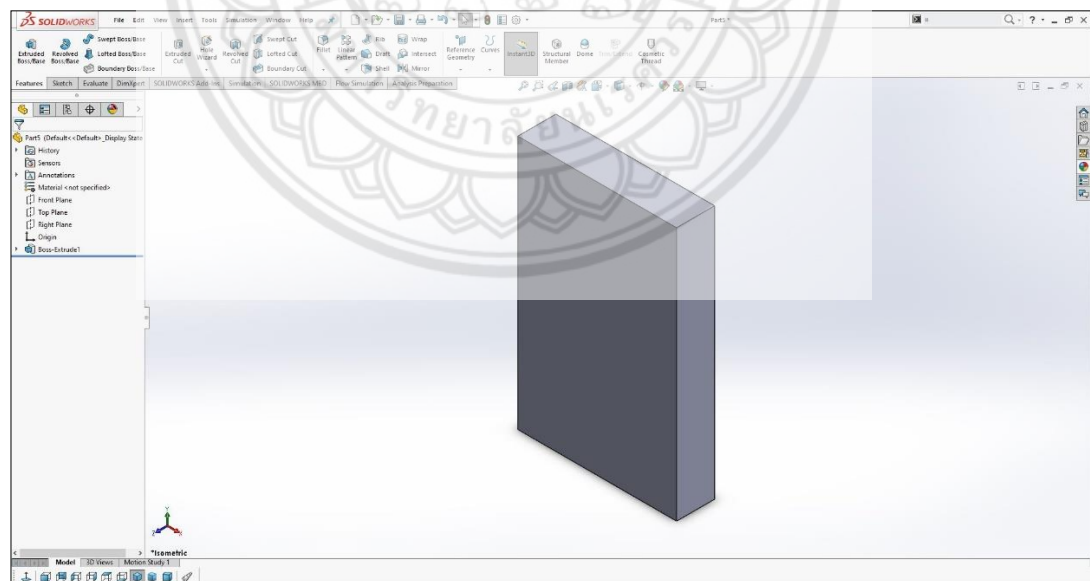 SOLIDWORKS File Edit View Insert Tools Simulation Window Help Part5 *
Extruded Boss/Base Revolved Boss/Base Swept Boss/Base Lofted Boss/Base Boundary Boss/Base Extruded Cut Hole Wizard Revolved Cut Swept Cut Lofted Cut Boundary Cut Fillet Linear Pattern Rib Draft Shell Wrap Intersect Mirror Reference Geometry Curves Instant3D Structural Member Dome Cosmetic Thread
Features Sketch Evaluate DimXpert SOLIDWORKS Add-Ins Simulation SOLIDWORKS MBD Flow Simulation Analysis Preparation
Part5 (Default<<Default>_Display State
History
Sensors
Annotations
Material <not specified>
Front Plane
Top Plane
Right Plane
Origin
Boss-Extrude1
*Isometric
Model 3D Views Motion Study 1